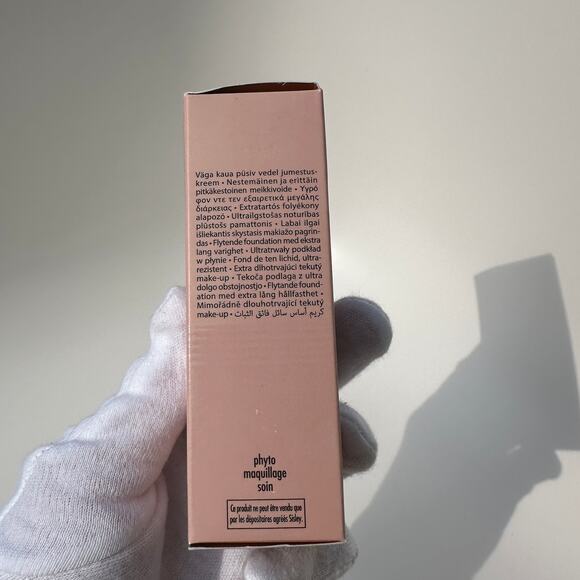 Väga kaua püsiv vedel jumestus-
kreem • Nestemäinen ja erittäin
pitkäkestoinen meikkivoide • Υγρό
φον ντε τεν εξαιρετικά μεγάλης
διάρκειας • Extratartós folyékony
alapozó • Ultrailgstošas noturības
plūstošs pamattonis • Labai ilgai
išliekantis skystasis makiažo pagrin-
das • Flytende foundation med ekstra
lang varighet • Ultratrwały podkład
w płynie • Fond de ten lichid, ultra-
rezistent • Extra dlhotrvajúci tekutý
make-up • Tekoča podlaga z ultra
dolgo obstojnostjo • Flytande found-
ation med extra lång hållfasthet •
Mimořádně dlouhotrvající tekutý
make-up • كريم أساس سائل فائق الثبات
phyto
maquillage
soin
Ce produit ne peut être vendu que
par les dépositaires agréés Sisley.